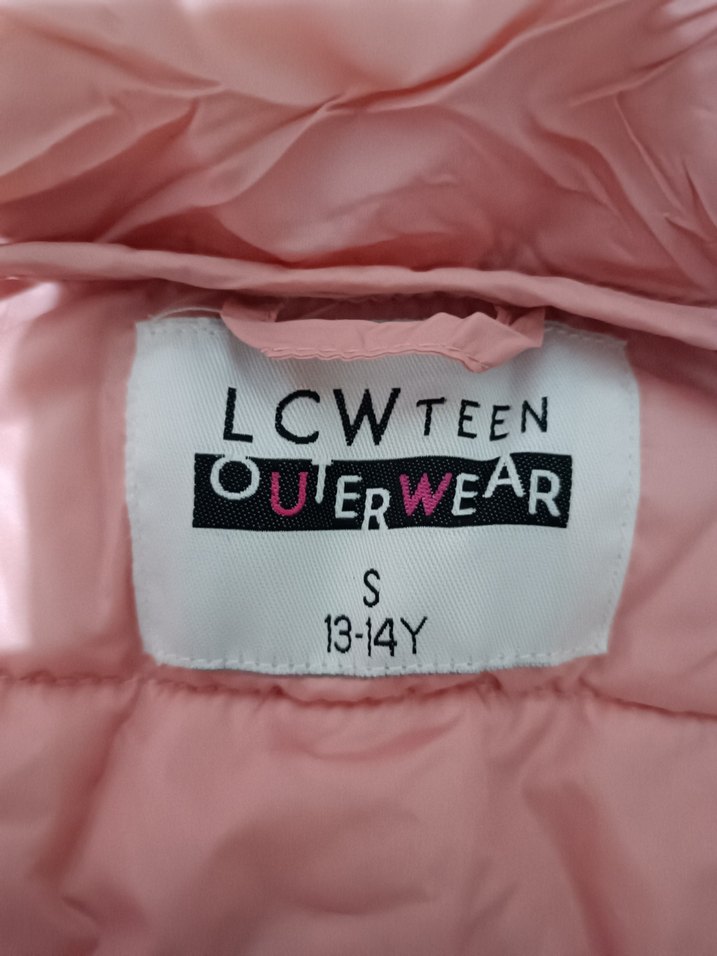 LCW TEEN
OUTERWEAR
S
13-14Y